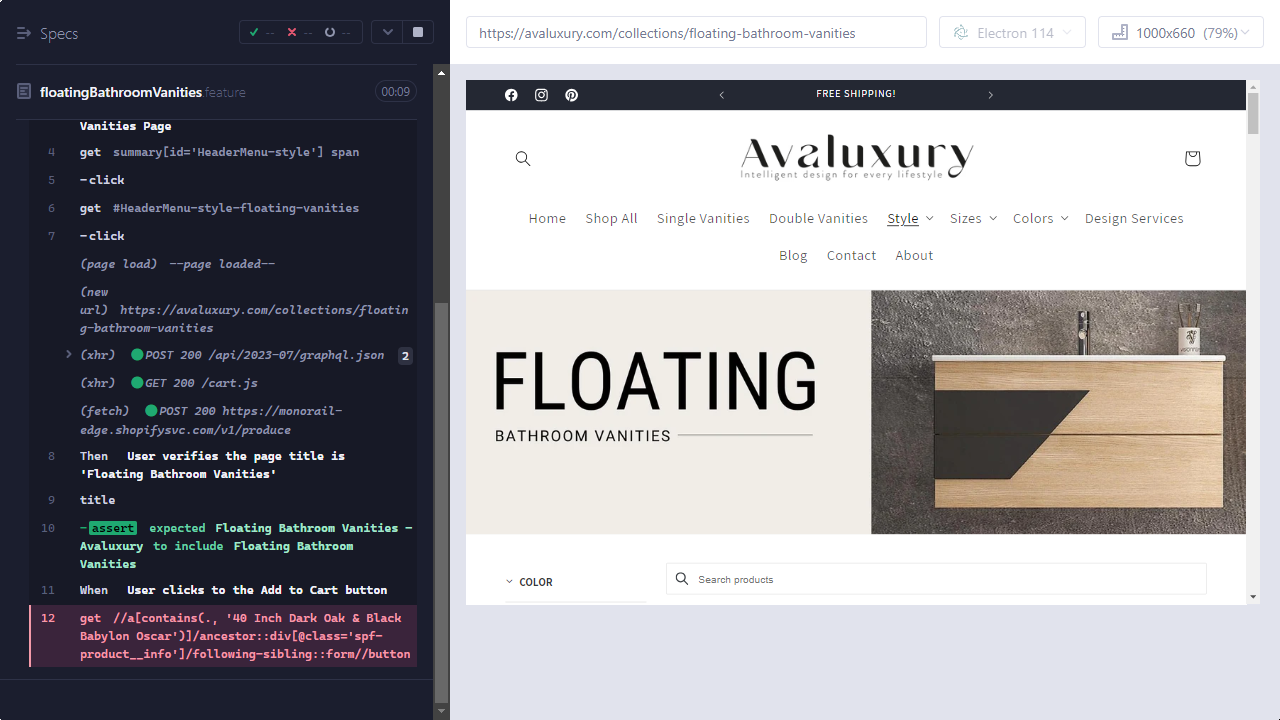 Specs
-- -- --
floatingBathroomVanities.feature
00:09
Vanities Page
4 get summary[id='HeaderMenu-style'] span
5 -click
6 get #HeaderMenu-style-floating-vanities
7 -click
(page load) --page loaded--
(new
url) https://avaluxury.com/collections/floatin
g-bathroom-vanities
(xhr) POST 200 /api/2023-07/graphql.json 2
(xhr) GET 200 /cart.js
(fetch) POST 200 https://monorail-
edge.shopifysvc.com/v1/produce
8 Then User verifies the page title is
'Floating Bathroom Vanities'
9 title
10 -assert expected Floating Bathroom Vanities –
Avaluxury to include Floating Bathroom
Vanities
11 When User clicks to the Add to Cart button
12 get //a[contains(., '40 Inch Dark Oak & Black
Babylon Oscar')]/ancestor::div[@class='spf-
product__info']/following-sibling::form//button
https://avaluxury.com/collections/floating-bathroom-vanities
Electron 114
1000x660 (79%)
FREE SHIPPING!
Avaluxury
Intelligent design for every lifestyle
Home Shop All Single Vanities Double Vanities Style Sizes Colors Design Services
Blog Contact About
FLOATING
BATHROOM VANITIES
COLOR
Search products